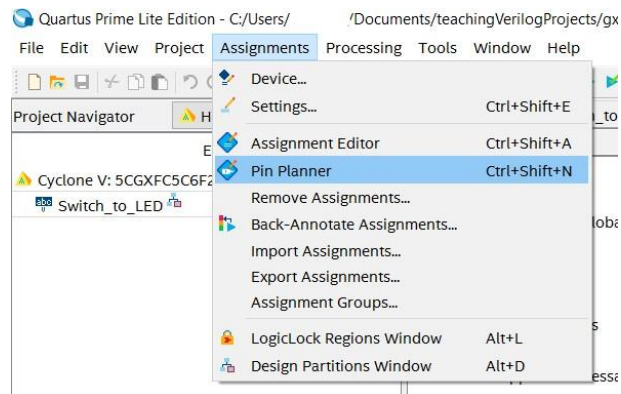 Quartus Prime Lite Edition - C:/Users/ /Documents/teachingVerilogProjects/gx
File Edit View Project Assignments Processing Tools Window Help
Project Navigator H
Device...
Settings... Ctrl+Shift+E
Assignment Editor Ctrl+Shift+A
Cyclone V: 5CGXFC5C6F2
Pin Planner Ctrl+Shift+N
Switch_to_LED
Remove Assignments...
Back-Annotate Assignments...
Import Assignments...
Export Assignments...
Assignment Groups...
LogicLock Regions Window Alt+L
Design Partitions Window Alt+D